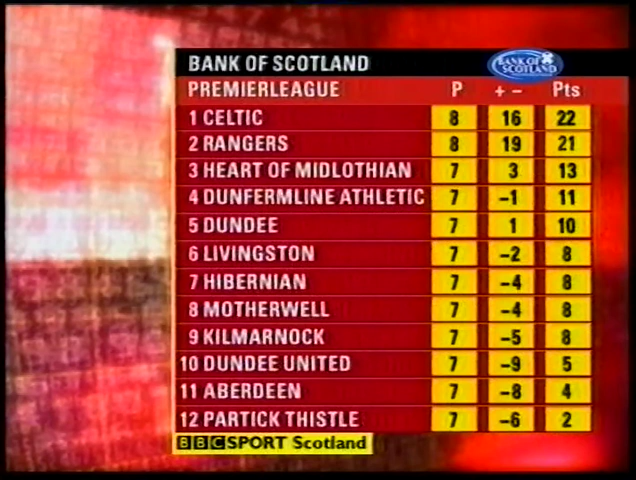 BANK OF SCOTLAND BANK OF SCOTLAND
PREMIERLEAGUE P + – Pts
1 CELTIC 8 16 22
2 RANGERS 8 19 21
3 HEART OF MIDLOTHIAN 7 3 13
4 DUNFERMLINE ATHLETIC 7 –1 11
5 DUNDEE 7 1 10
6 LIVINGSTON 7 –2 8
7 HIBERNIAN 7 –4 8
8 MOTHERWELL 7 –4 8
9 KILMARNOCK 7 –5 8
10 DUNDEE UNITED 7 –9 5
11 ABERDEEN 7 –8 4
12 PARTICK THISTLE 7 –6 2
BBC SPORT Scotland